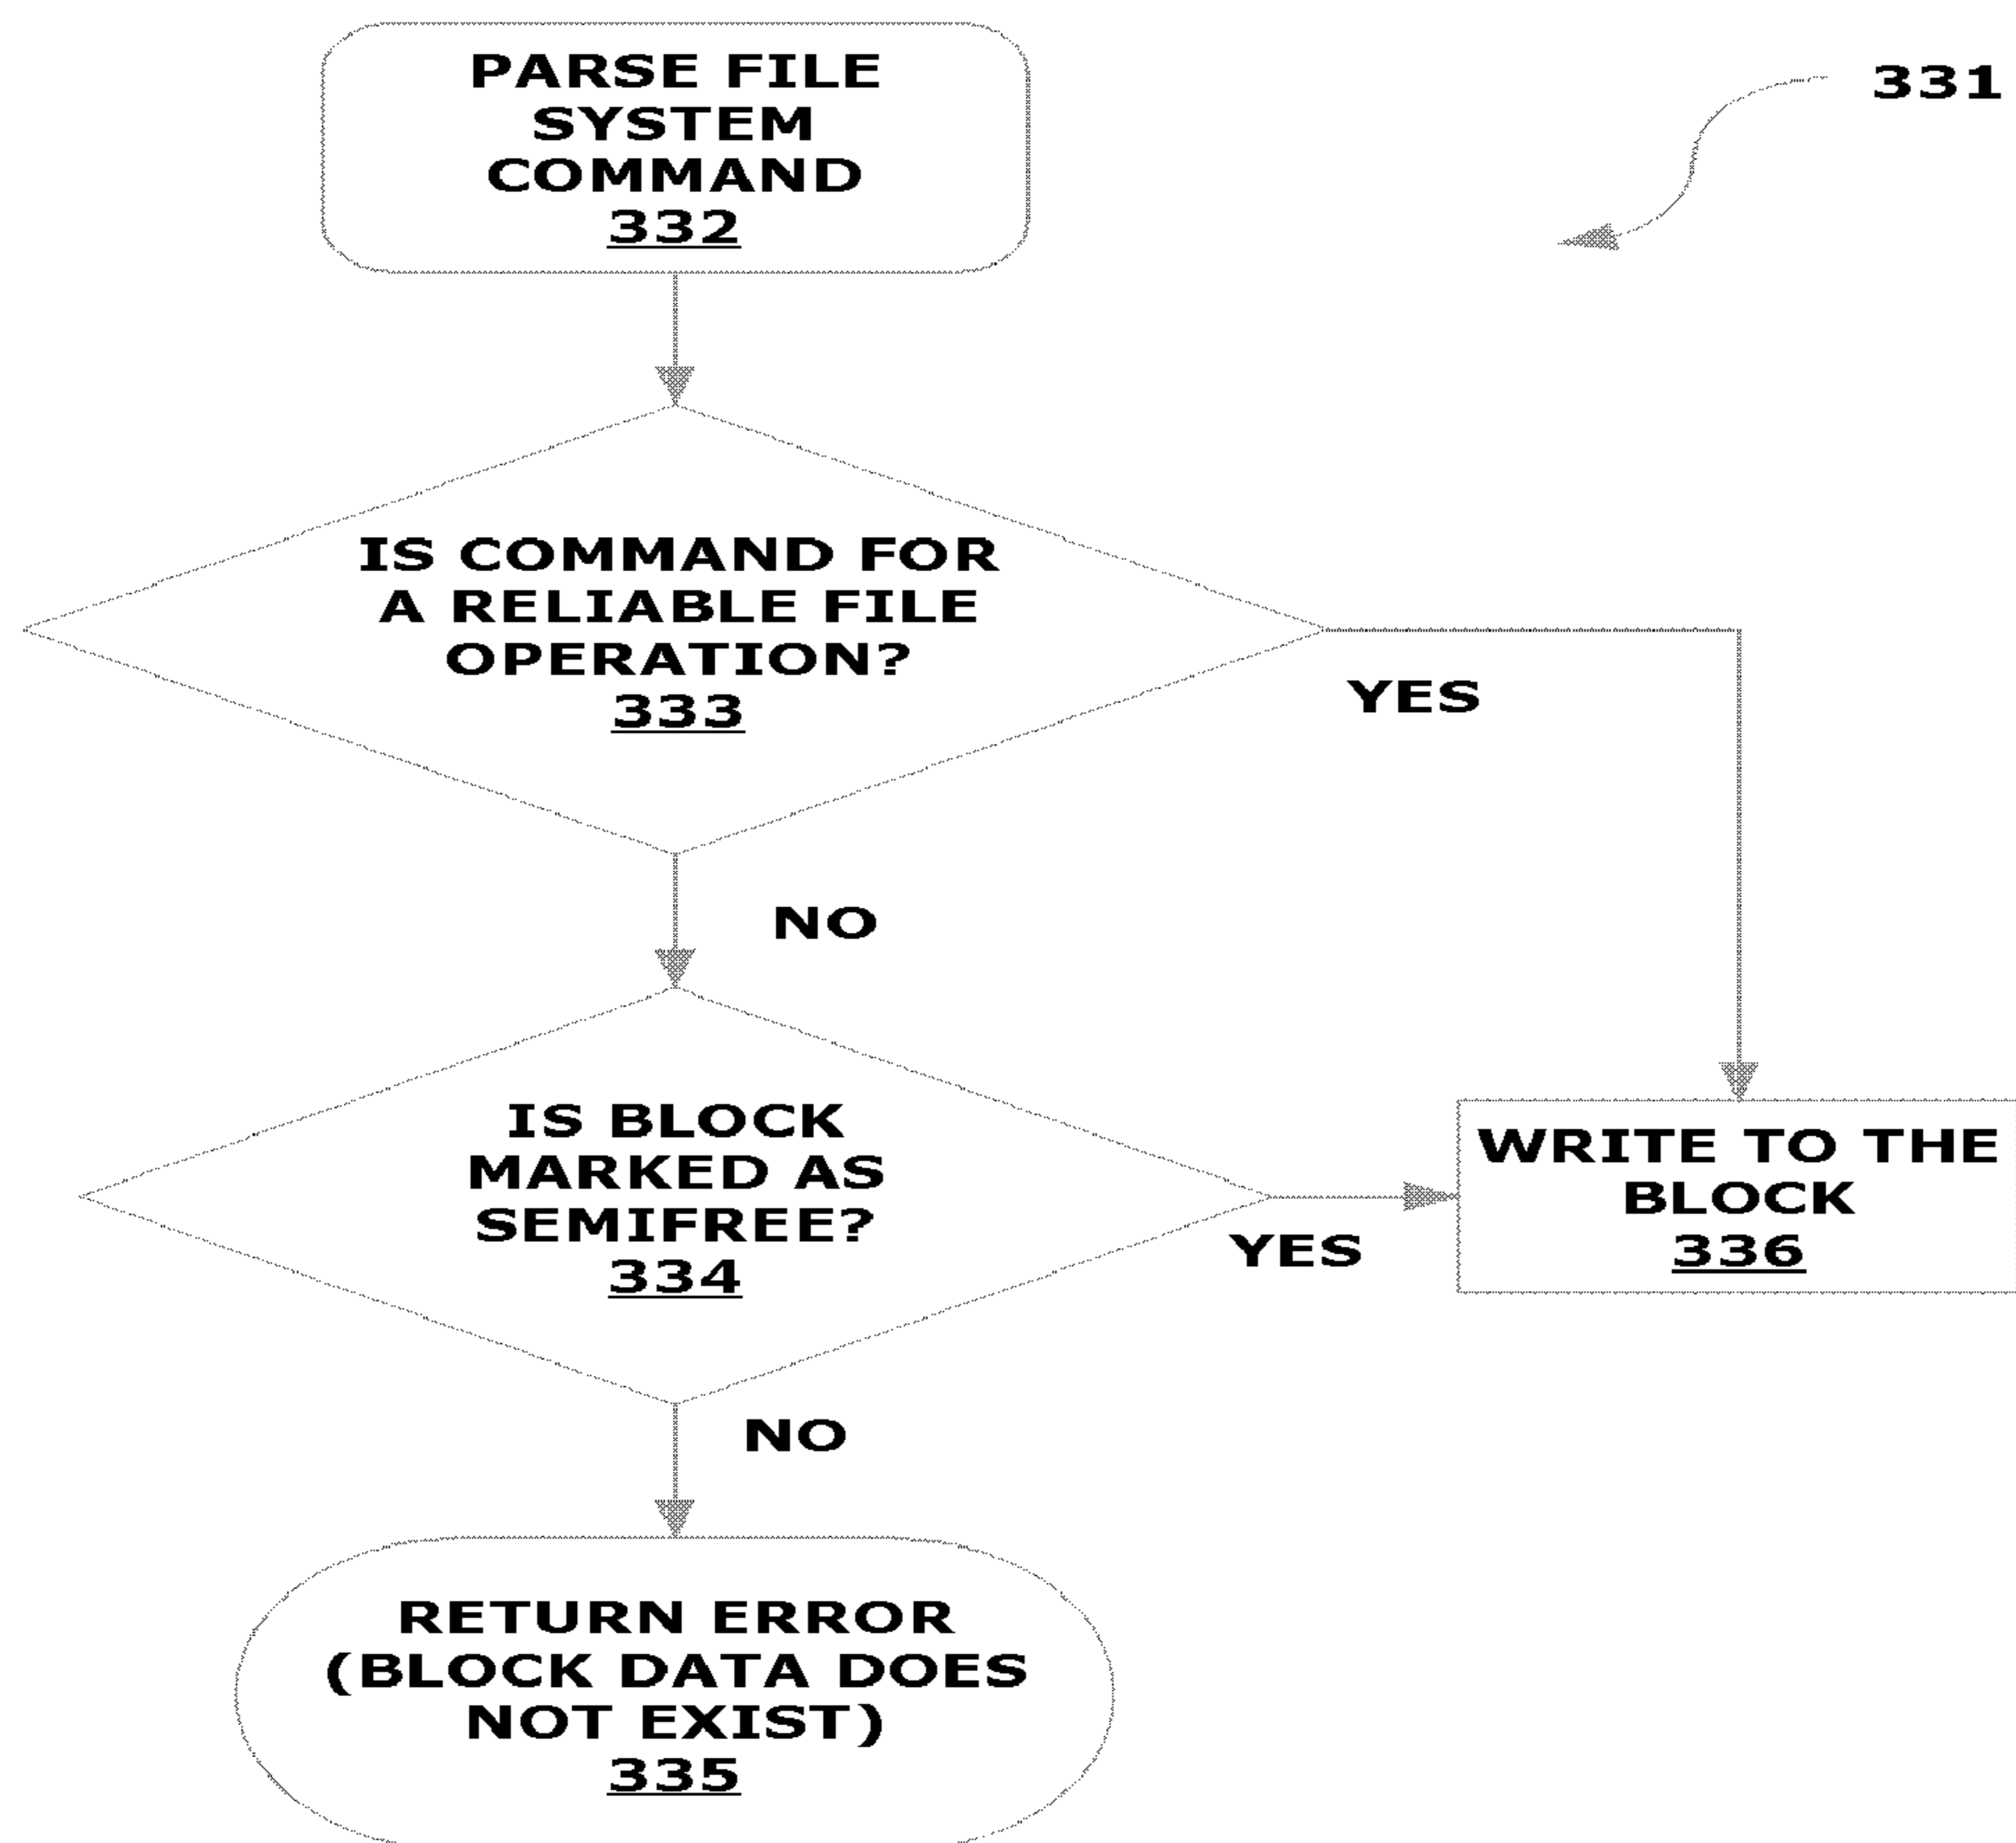 PARSE FILE
SYSTEM
COMMAND
332
331
IS COMMAND FOR
A RELIABLE FILE
OPERATION?
333
YES
NO
IS BLOCK
MARKED AS
SEMIFREE?
334
YES
WRITE TO THE
BLOCK
336
NO
RETURN ERROR
(BLOCK DATA DOES
NOT EXIST)
335